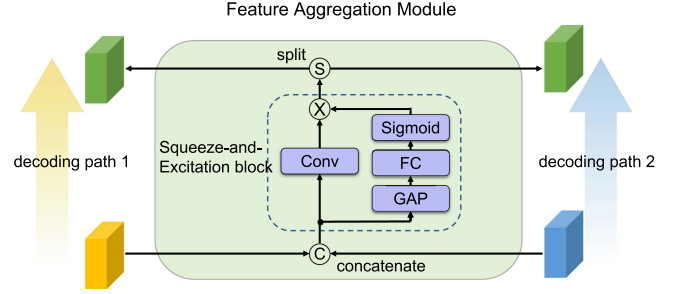 Feature Aggregation Module
split
S
X
Sigmoid
Squeeze-and-
Excitation block
Conv
FC
GAP
decoding path 1
decoding path 2
C
concatenate